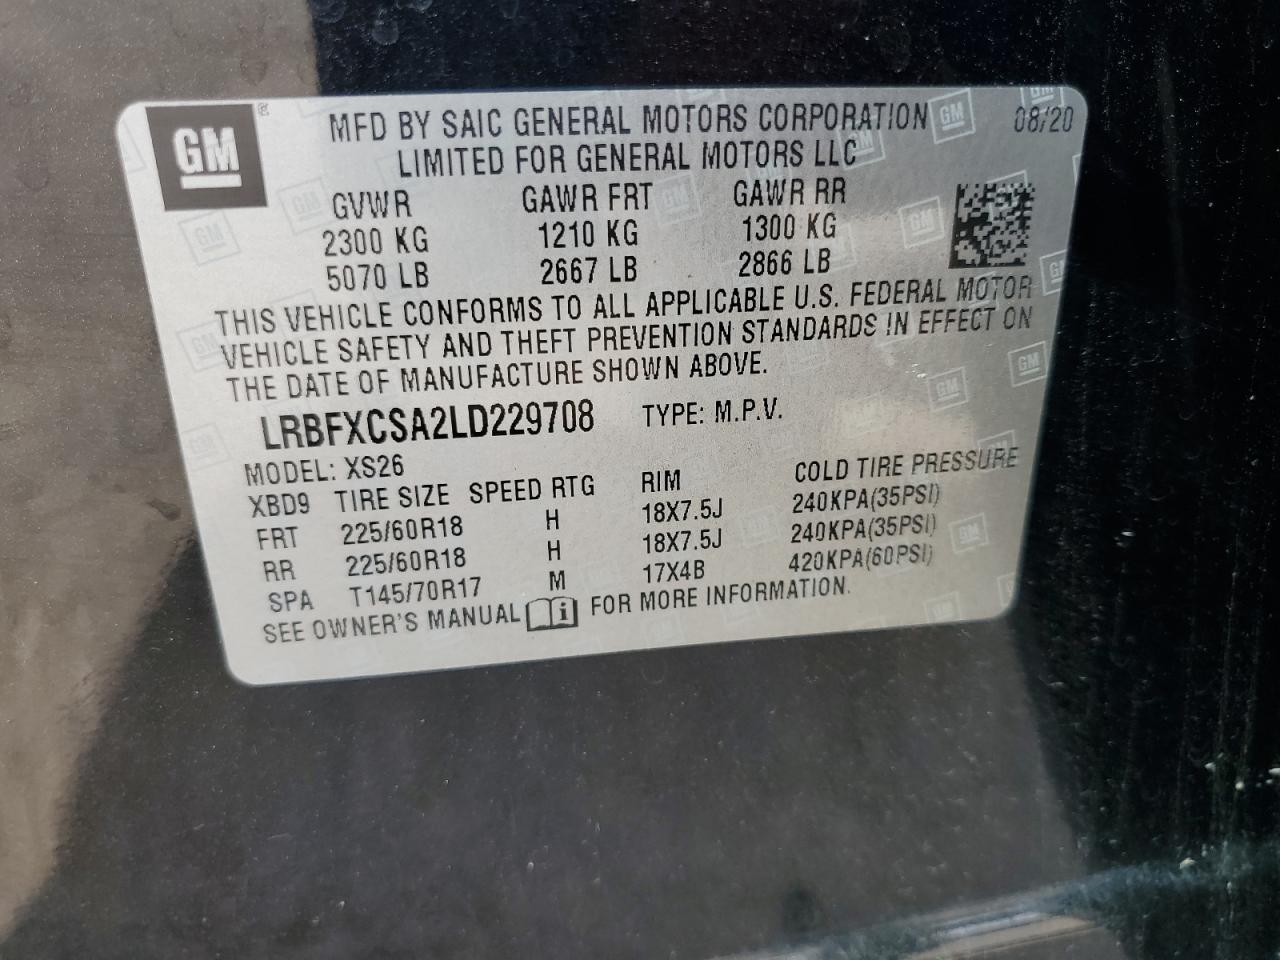 GM
MFD BY SAIC GENERAL MOTORS CORPORATION 08/20
LIMITED FOR GENERAL MOTORS LLC
GVWR GAWR FRT GAWR RR
2300 KG 1210 KG 1300 KG
5070 LB 2667 LB 2866 LB
THIS VEHICLE CONFORMS TO ALL APPLICABLE U.S. FEDERAL MOTOR
VEHICLE SAFETY AND THEFT PREVENTION STANDARDS IN EFFECT ON
THE DATE OF MANUFACTURE SHOWN ABOVE.
LRBFXCSA2LD229708 TYPE: M.P.V.
MODEL: XS26
XBD9 TIRE SIZE SPEED RTG RIM COLD TIRE PRESSURE
FRT 225/60R18 H 18X7.5J 240KPA(35PSI)
RR 225/60R18 H 18X7.5J 240KPA(35PSI)
SPA T145/70R17 M 17X4B 420KPA(60PSI)
SEE OWNER'S MANUAL i FOR MORE INFORMATION.